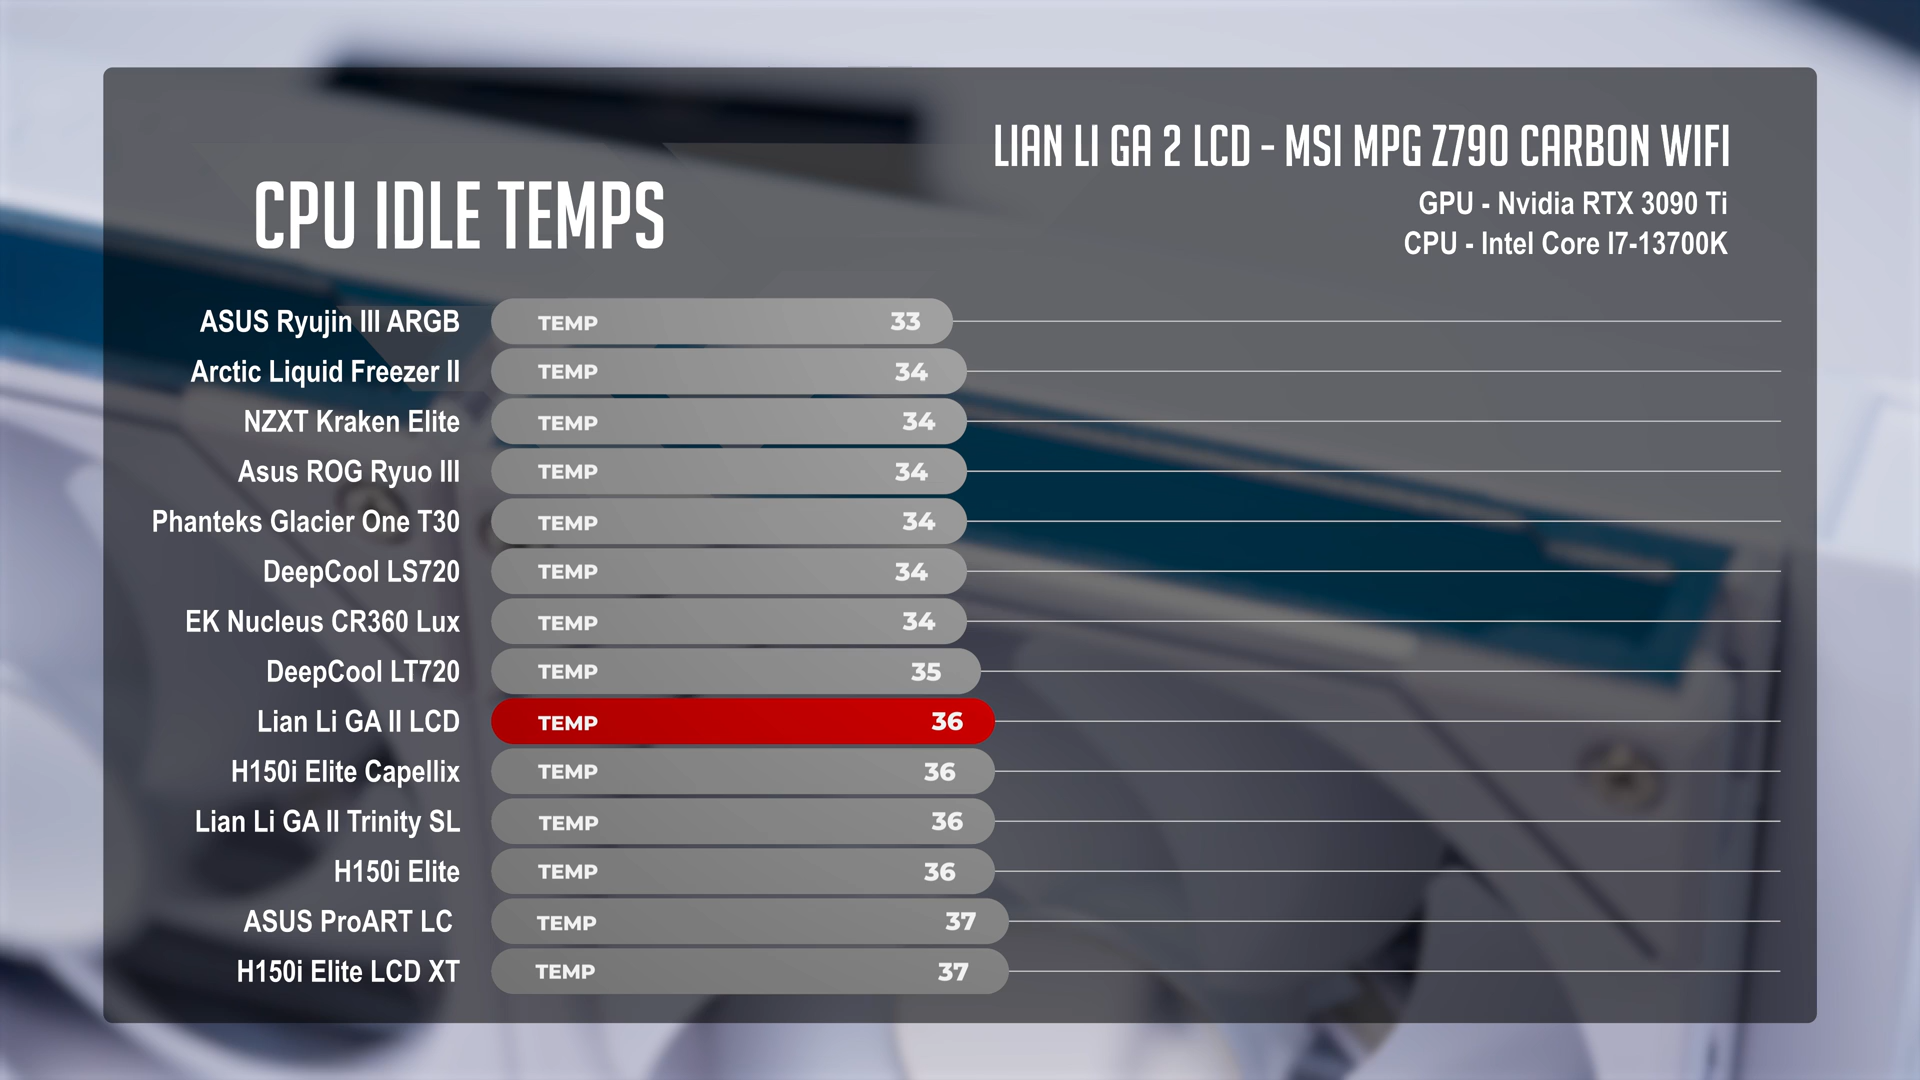 LIAN LI GA 2 LCD - MSI MPG Z790 CARBON WIFI
GPU - Nvidia RTX 3090 Ti
CPU - Intel Core I7-13700K
CPU IDLE TEMPS
ASUS Ryujin III ARGB TEMP 33
Arctic Liquid Freezer II TEMP 34
NZXT Kraken Elite TEMP 34
Asus ROG Ryuo III TEMP 34
Phanteks Glacier One T30 TEMP 34
DeepCool LS720 TEMP 34
EK Nucleus CR360 Lux TEMP 34
DeepCool LT720 TEMP 35
Lian Li GA II LCD TEMP 36
H150i Elite Capellix TEMP 36
Lian Li GA II Trinity SL TEMP 36
H150i Elite TEMP 36
ASUS ProART LC TEMP 37
H150i Elite LCD XT TEMP 37